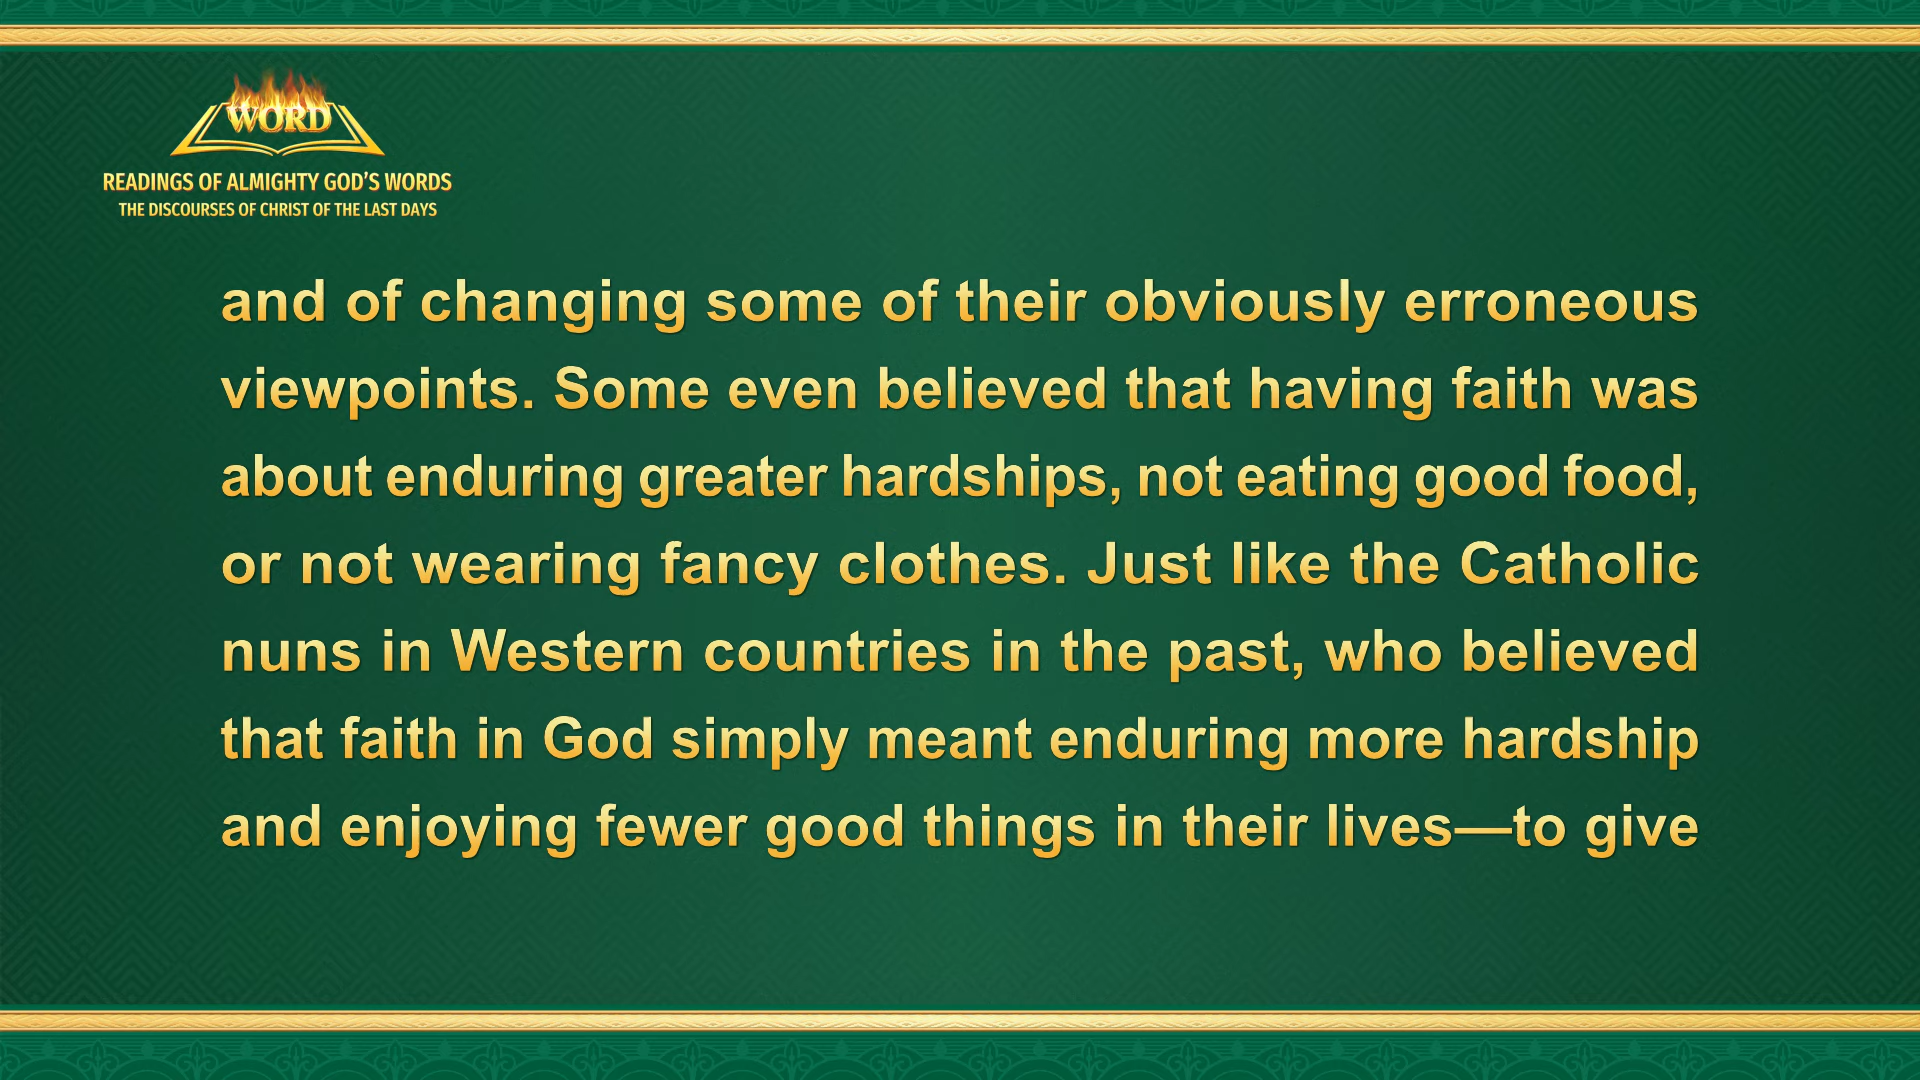 WORD
READINGS OF ALMIGHTY GOD'S WORDS
THE DISCOURSES OF CHRIST OF THE LAST DAYS
and of changing some of their obviously erroneous
viewpoints. Some even believed that having faith was
about enduring greater hardships, not eating good food,
or not wearing fancy clothes. Just like the Catholic
nuns in Western countries in the past, who believed
that faith in God simply meant enduring more hardship
and enjoying fewer good things in their lives—to give